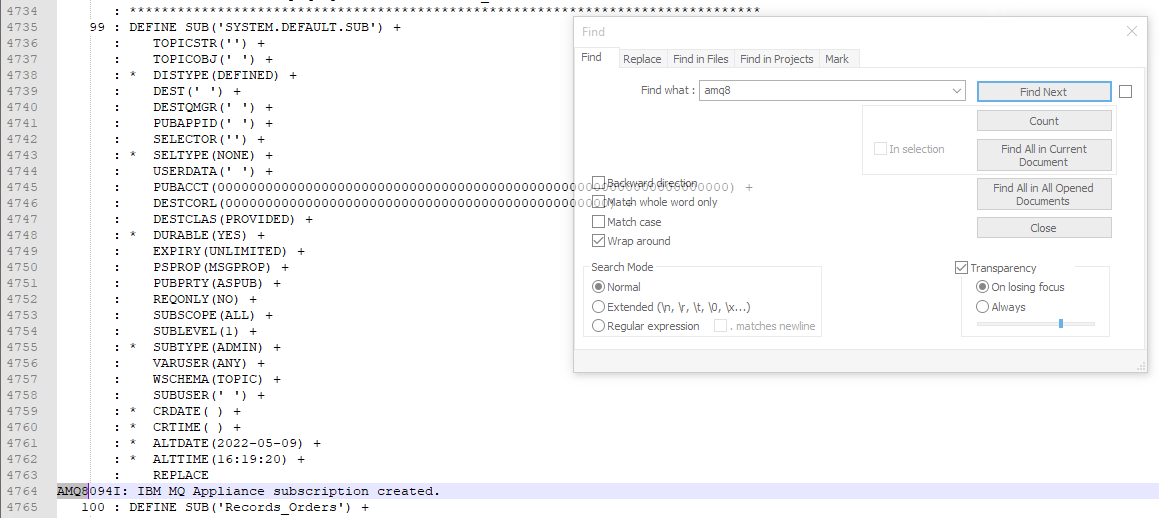 4734 : *******************************************************************************
4735 99 : DEFINE SUB('SYSTEM.DEFAULT.SUB') +
4736 : TOPICSTR('') +
4737 : TOPICOBJ(' ') +
4738 : * DISTYPE(DEFINED) +
4739 : DEST(' ') +
4740 : DESTQMGR(' ') +
4741 : PUBAPPID(' ') +
4742 : SELECTOR('') +
4743 : * SELTYPE(NONE) +
4744 : USERDATA(' ') +
4745 : PUBACCT(0000000000000000000000000000000000000000000000000000000000000000) +
4746 : DESTCORL(000000000000000000000000000000000000000000000000) +
4747 : DESTCLAS(PROVIDED) +
4748 : * DURABLE(YES) +
4749 : EXPIRY(UNLIMITED) +
4750 : PSPROP(MSGPROP) +
4751 : PUBPRTY(ASPUB) +
4752 : REQONLY(NO) +
4753 : SUBSCOPE(ALL) +
4754 : SUBLEVEL(1) +
4755 : * SUBTYPE(ADMIN) +
4756 : VARUSER(ANY) +
4757 : WSCHEMA(TOPIC) +
4758 : SUBUSER(' ') +
4759 : * CRDATE( ) +
4760 : * CRTIME( ) +
4761 : * ALTDATE(2022-05-09) +
4762 : * ALTTIME(16:19:20) +
4763 : REPLACE
4764 AMQ8094I: IBM MQ Appliance subscription created.
4765 100 : DEFINE SUB('Records_Orders') +
Find
Find Replace Find in Files Find in Projects Mark
Find what : amq8
Find Next
Count
In selection
Find All in Current
Document
Find All in All Opened
Documents
Close
Backward direction
Match whole word only
Match case
Wrap around
Search Mode
Normal
Extended (\n, \r, \t, \0, \x...)
Regular expression . matches newline
Transparency
On losing focus
Always